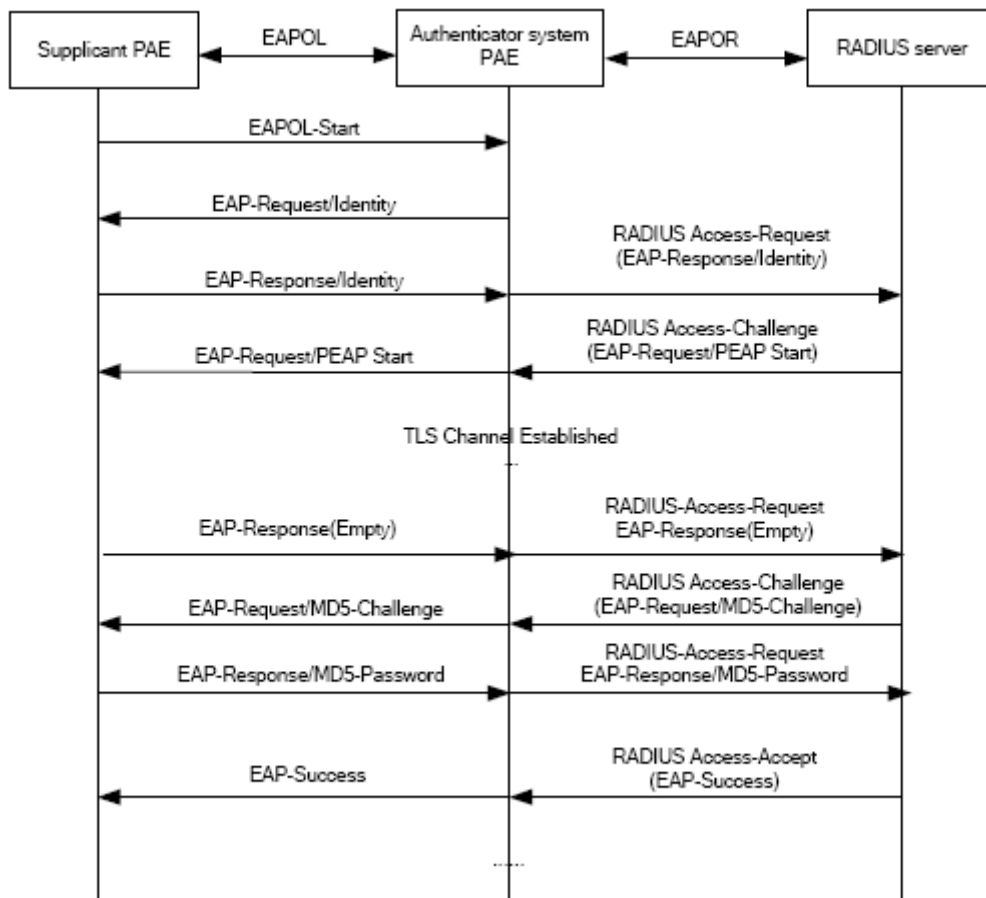 Supplicant PAE
EAPOL
Authenticator system
PAE
EAPOR
RADIUS server
EAPOL-Start
EAP-Request/Identity
RADIUS Access-Request
(EAP-Response/Identity)
EAP-Response/Identity
RADIUS Access-Challenge
(EAP-Request/PEAP Start)
EAP-Request/PEAP Start
TLS Channel Established
RADIUS-Access-Request
EAP-Response(Empty)
EAP-Response(Empty)
RADIUS Access-Challenge
(EAP-Request/MD5-Challenge)
EAP-Request/MD5-Challenge
RADIUS-Access-Request
EAP-Response/MD5-Password
EAP-Response/MD5-Password
RADIUS Access-Accept
(EAP-Success)
EAP-Success